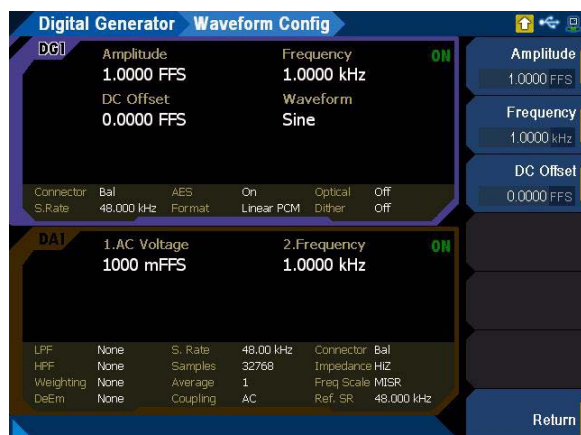 Digital Generator Waveform Config
DG1
Amplitude Frequency ON
1.0000 FFS 1.0000 kHz
DC Offset Waveform
0.0000 FFS Sine
Connector Bal AES On Optical Off
S.Rate 48.000 kHz Format Linear PCM Dither Off
DA1
1.AC Voltage 2.Frequency ON
1000 mFFS 1.0000 kHz
LPF None S. Rate 48.00 kHz Connector Bal
HPF None Samples 32768 Impedance HiZ
Weighting None Average 1 Freq Scale MISR
DeEm None Coupling AC Ref. SR 48.000 kHz
Amplitude
1.0000 FFS
Frequency
1.0000 kHz
DC Offset
0.0000 FFS
Return